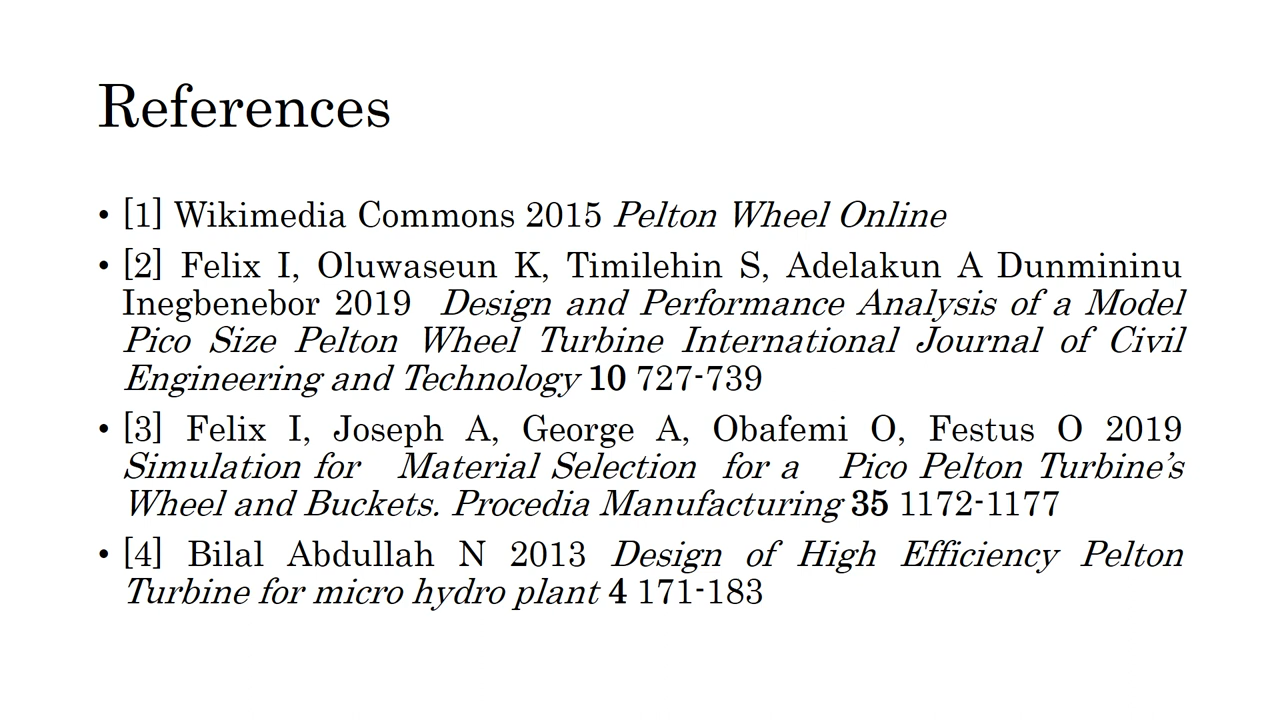 References
• [1] Wikimedia Commons 2015 Pelton Wheel Online
• [2] Felix I, Oluwaseun K, Timilehin S, Adelakun A Dunmininu
Inegbenebor 2019 Design and Performance Analysis of a Model
Pico Size Pelton Wheel Turbine International Journal of Civil
Engineering and Technology 10 727-739
• [3] Felix I, Joseph A, George A, Obafemi O, Festus O 2019
Simulation for Material Selection for a Pico Pelton Turbine’s
Wheel and Buckets. Procedia Manufacturing 35 1172-1177
• [4] Bilal Abdullah N 2013 Design of High Efficiency Pelton
Turbine for micro hydro plant 4 171-183